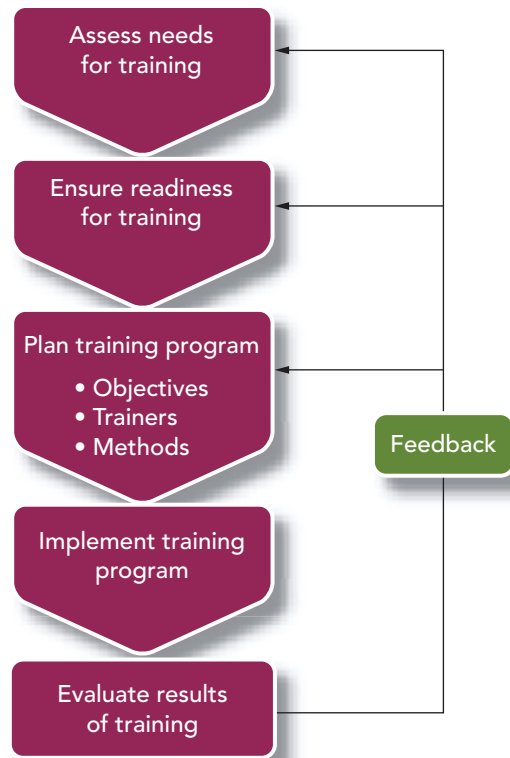 Assess needs
for training
Ensure readiness
for training
Plan training program
• Objectives
• Trainers
• Methods
Feedback
Implement training
program
Evaluate results
of training